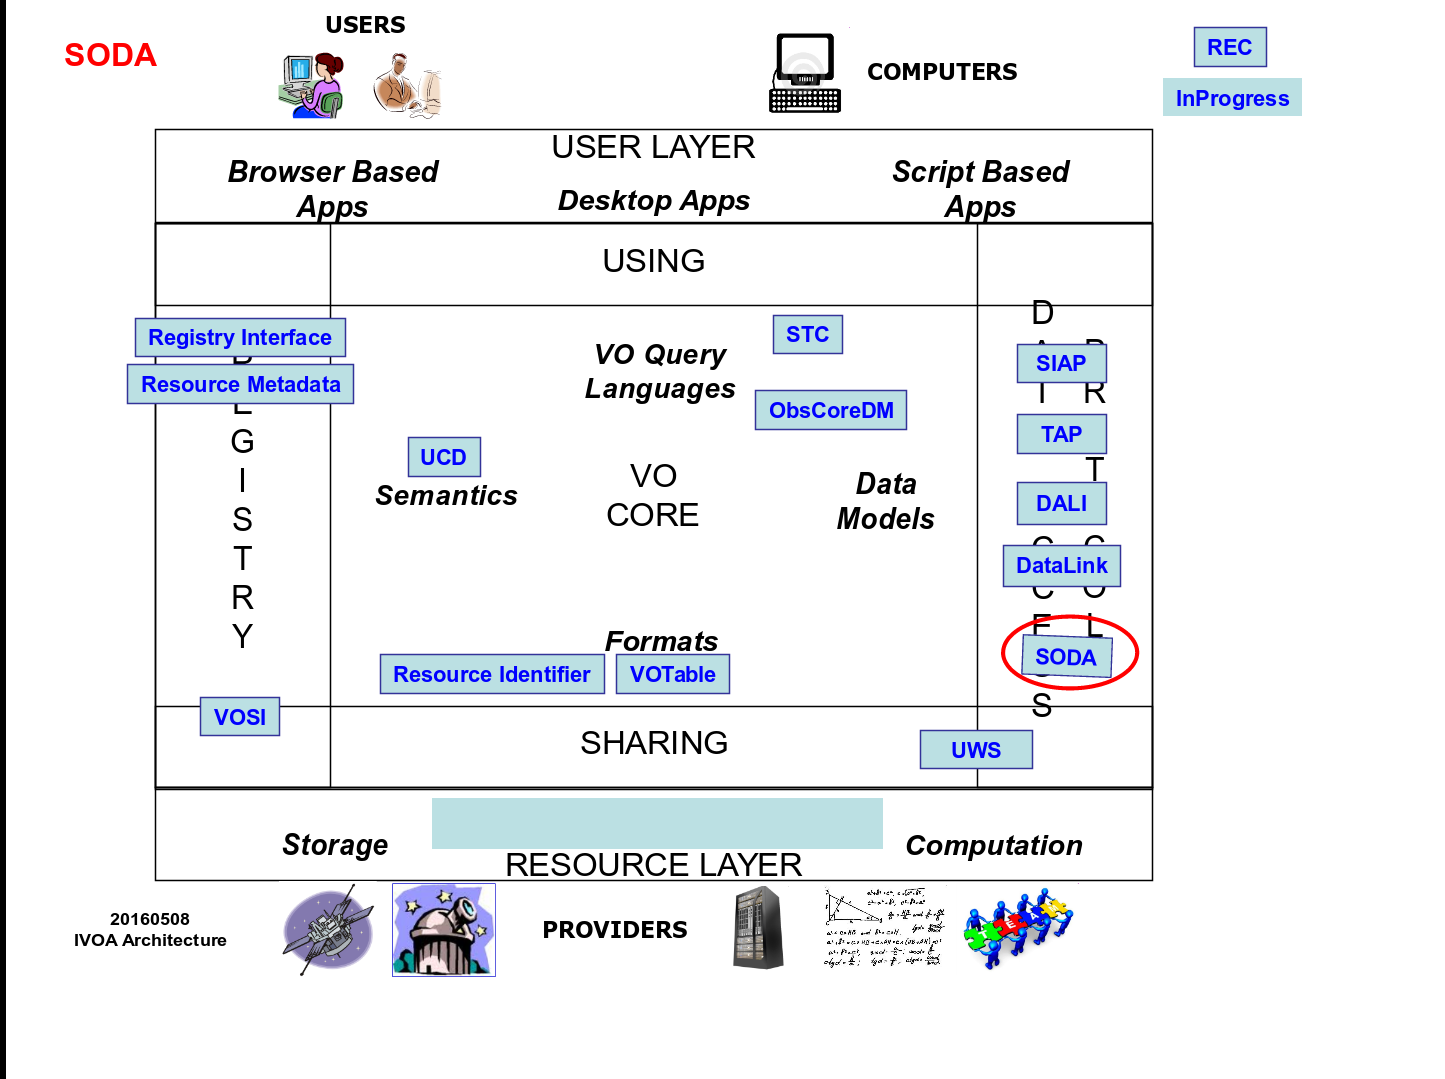 USERS
SODA
COMPUTERS
REC
InProgress
USER LAYER
Browser Based
Apps
Desktop Apps
Script Based
Apps
USING
Registry Interface
Resource Metadata
G
I
S
T
R
Y
VOSI
VO Query
Languages
STC
ObsCoreDM
UCD
Semantics
VO
CORE
Data
Models
Formats
Resource Identifier
VOTable
D
SIAP
TAP
T
DALI
DataLink
SODA
S
SHARING
UWS
Storage
Computation
RESOURCE LAYER
20160508
IVOA Architecture
PROVIDERS